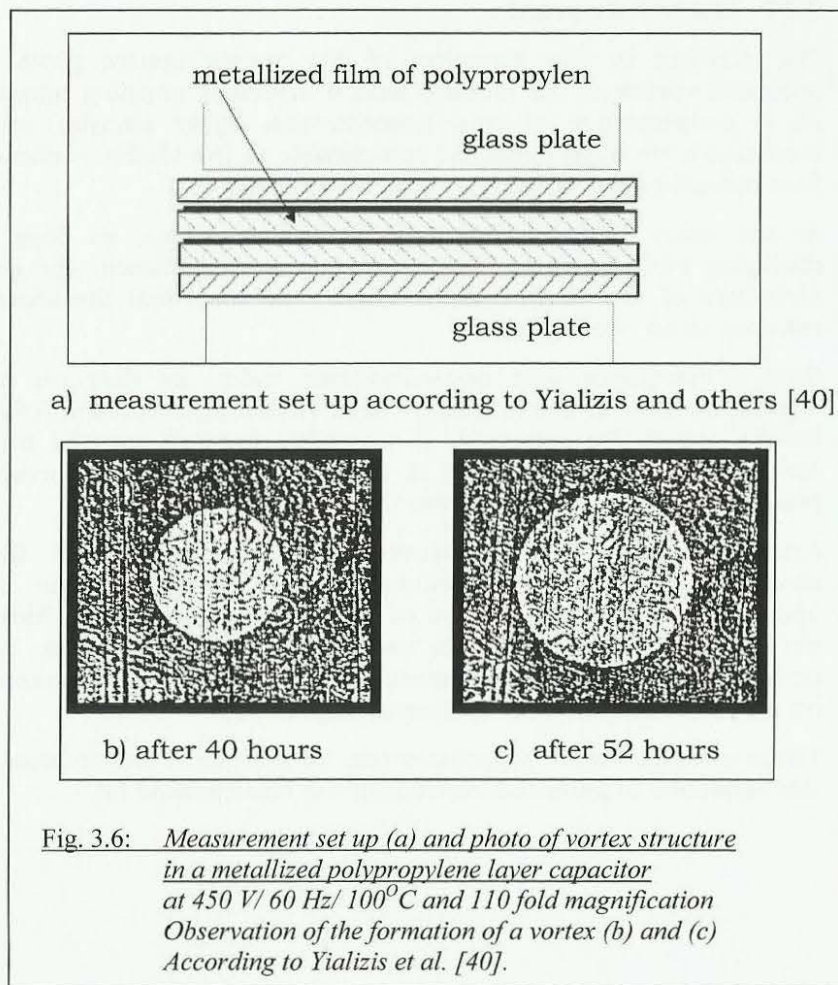 metallized film of polypropylen
glass plate
glass plate
a) measurement set up according to Yializis and others [40]
b) after 40 hours
c) after 52 hours
Fig. 3.6: Measurement set up (a) and photo of vortex structure
in a metallized polypropylene layer capacitor
at 450 V/ 60 Hz/ 100°C and 110 fold magnification
Observation of the formation of a vortex (b) and (c)
According to Yializis et al. [40].